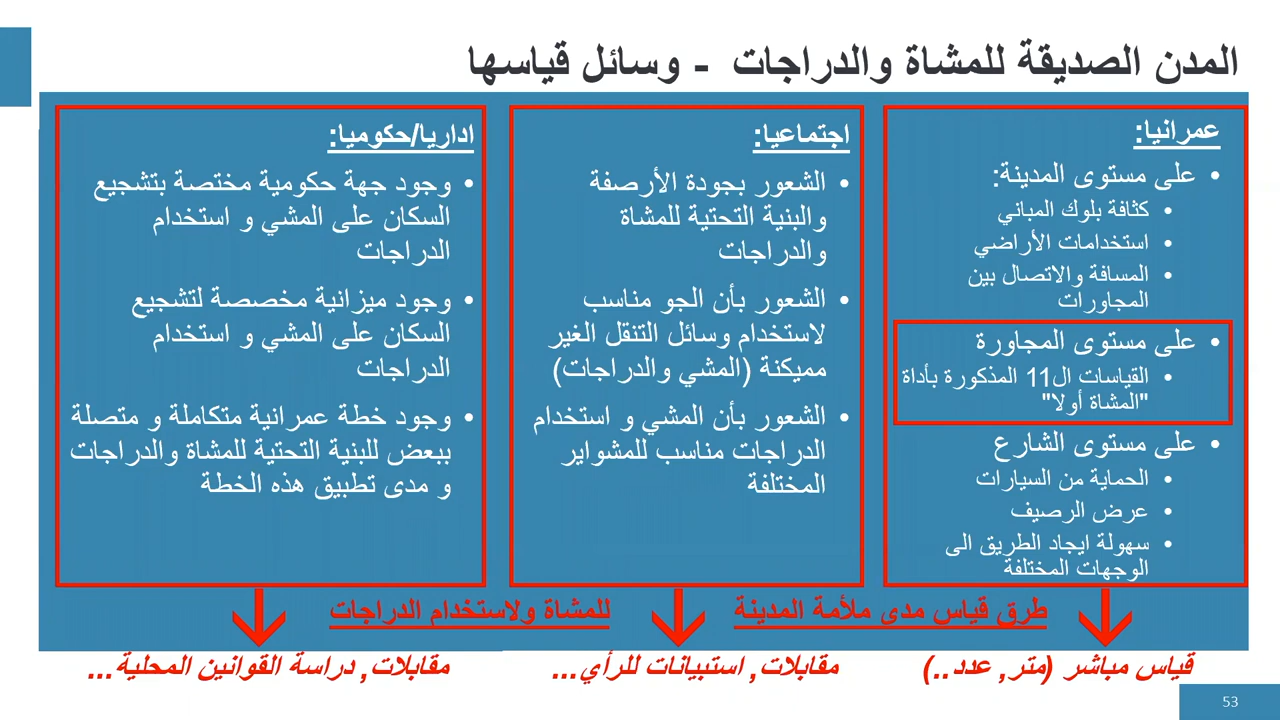 المدن الصديقة للمشاة والدراجات - وسائل قياسها
عمرانيا:
• على مستوى المدينة:
• كثافة بلوك المباني
• استخدامات الأراضي
• المسافة والاتصال بين
المجاورات
• على مستوى المجاورة
• القياسات ال11 المذكورة بأداة
"المشاة أولا"
• على مستوى الشارع
• الحماية من السيارات
• عرض الرصيف
• سهولة ايجاد الطريق الى
الوجهات المختلفة
اجتماعيا:
• الشعور بجودة الأرصفة
والبنية التحتية للمشاة
والدراجات
• الشعور بأن الجو مناسب
لاستخدام وسائل التنقل الغير
مميكنة (المشي والدراجات)
• الشعور بأن المشي و استخدام
الدراجات مناسب للمشواير
المختلفة
اداريا/حكوميا:
• وجود جهة حكومية مختصة بتشجيع
السكان على المشي و استخدام
الدراجات
• وجود ميزانية مخصصة لتشجيع
السكان على المشي و استخدام
الدراجات
• وجود خطة عمرانية متكاملة و متصلة
ببعض للبنية التحتية للمشاة والدراجات
و مدى تطبيق هذه الخطة
طرق قياس مدى ملأمة المدينة للمشاة ولاستخدام الدراجات
قياس مباشر (متر, عدد..)
مقابلات, استبيانات للرأي...
مقابلات, دراسة القوانين المحلية...
53